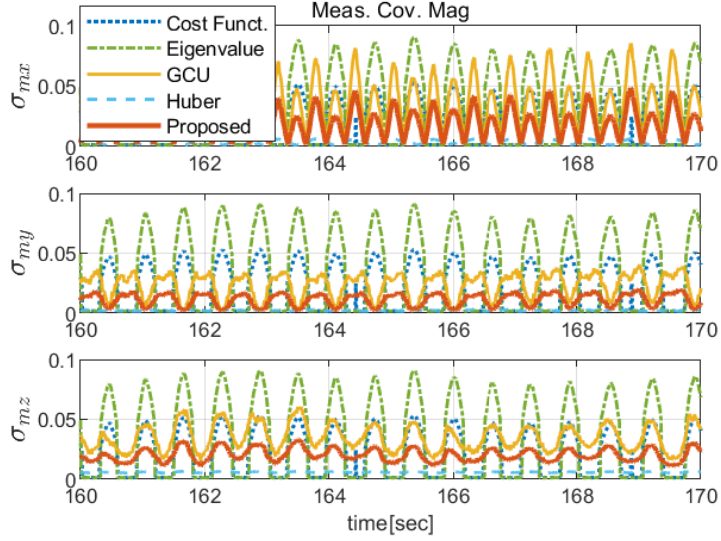 Meas. Cov. Mag
Cost Funct.
Eigenvalue
GCU
Huber
Proposed
σmx
0.1
0.05
0
160 162 164 166 168 170
σmy
0.1
0.05
0
160 162 164 166 168 170
σmz
0.1
0.05
0
160 162 164 166 168 170
time[sec]